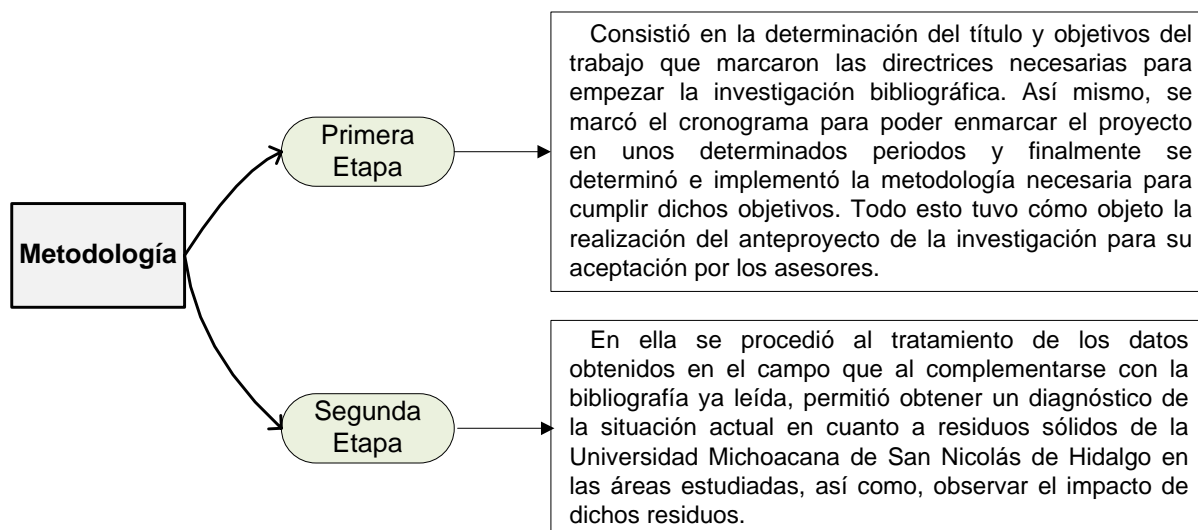 Metodología
Primera
Etapa
Consistió en la determinación del título y objetivos del
trabajo que marcaron las directrices necesarias para
empezar la investigación bibliográfica. Así mismo, se
marcó el cronograma para poder enmarcar el proyecto
en unos determinados periodos y finalmente se
determinó e implementó la metodología necesaria para
cumplir dichos objetivos. Todo esto tuvo cómo objeto la
realización del anteproyecto de la investigación para su
aceptación por los asesores.
Segunda
Etapa
En ella se procedió al tratamiento de los datos
obtenidos en el campo que al complementarse con la
bibliografía ya leída, permitió obtener un diagnóstico de
la situación actual en cuanto a residuos sólidos de la
Universidad Michoacana de San Nicolás de Hidalgo en
las áreas estudiadas, así como, observar el impacto de
dichos residuos.